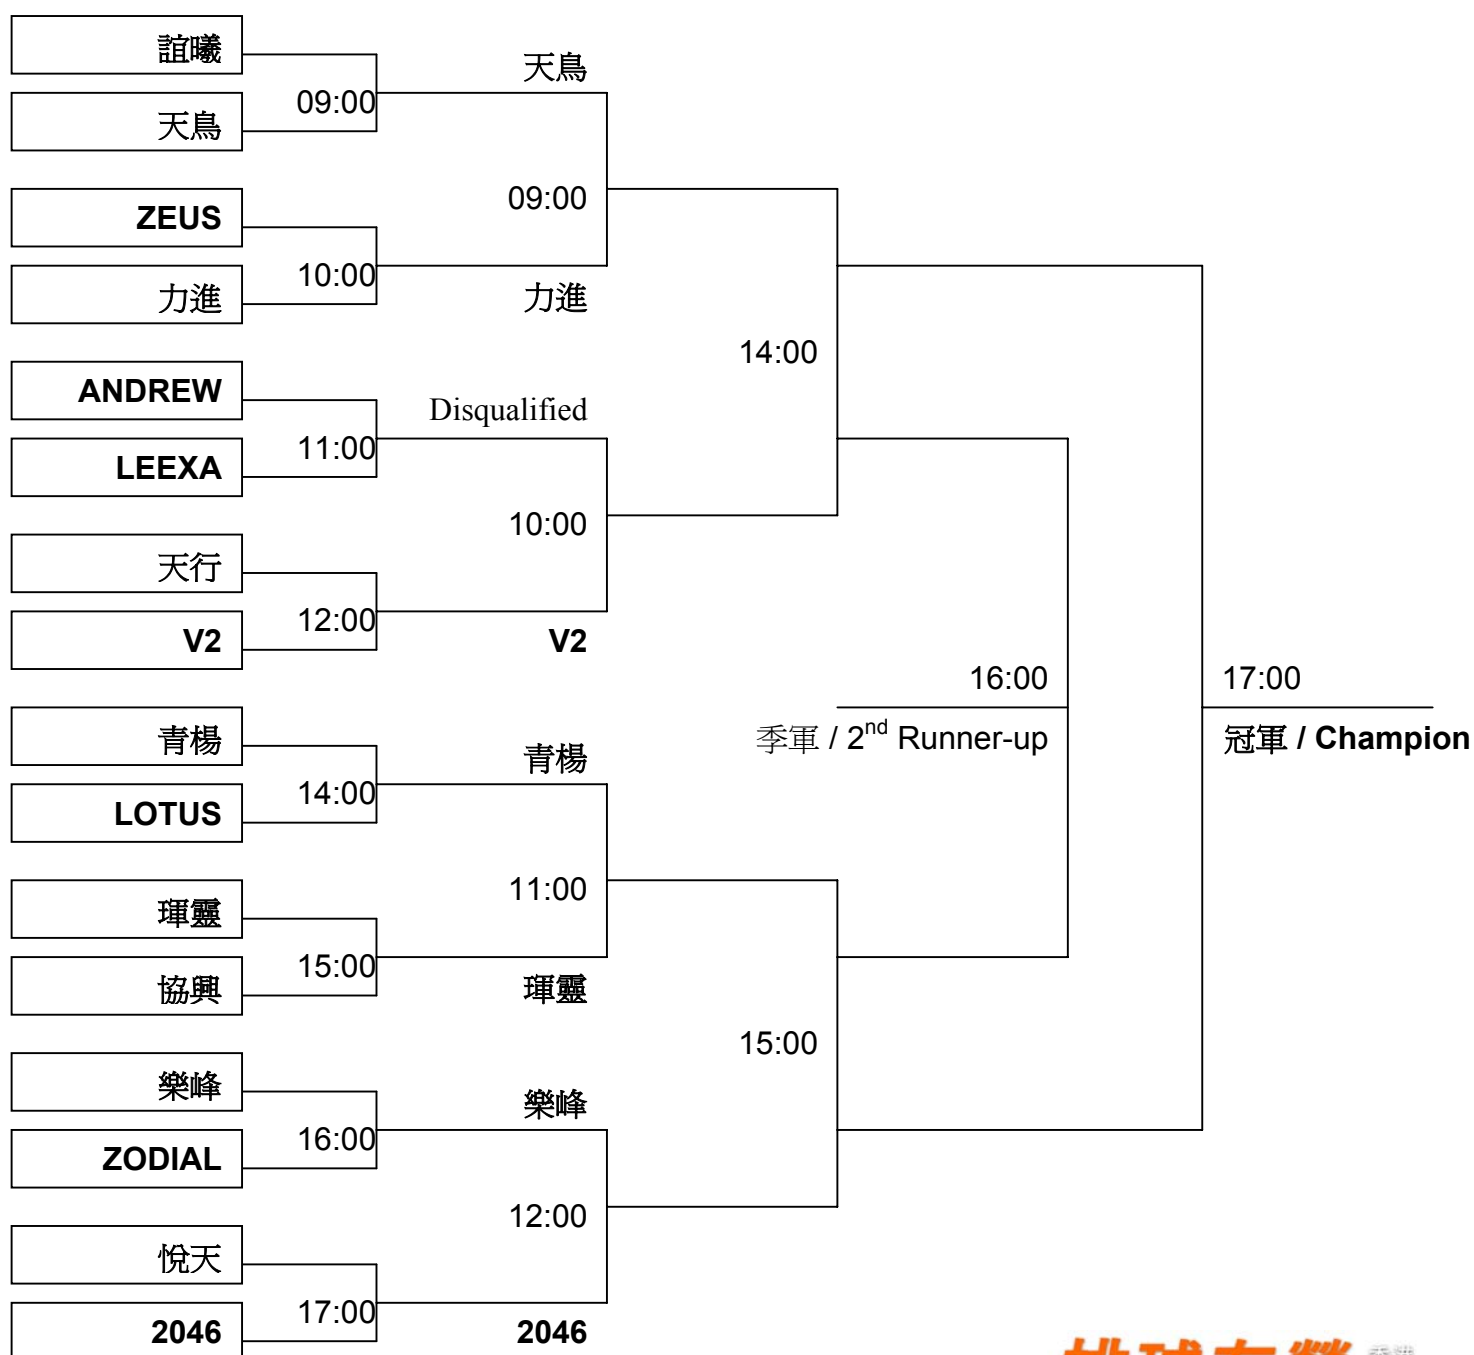 誼曦
天鳥
09:00
天鳥
ZEUS
力進
10:00
09:00
力進
ANDREW
LEEXA
11:00
Disqualified
天行
V2
12:00
10:00
V2
14:00
青楊
LOTUS
14:00
青楊
琿靈
協興
15:00
11:00
琿靈
樂峰
ZODIAL
16:00
樂峰
悅天
2046
17:00
12:00
2046
15:00
16:00
季軍 / 2nd Runner-up
17:00
冠軍 / Champion